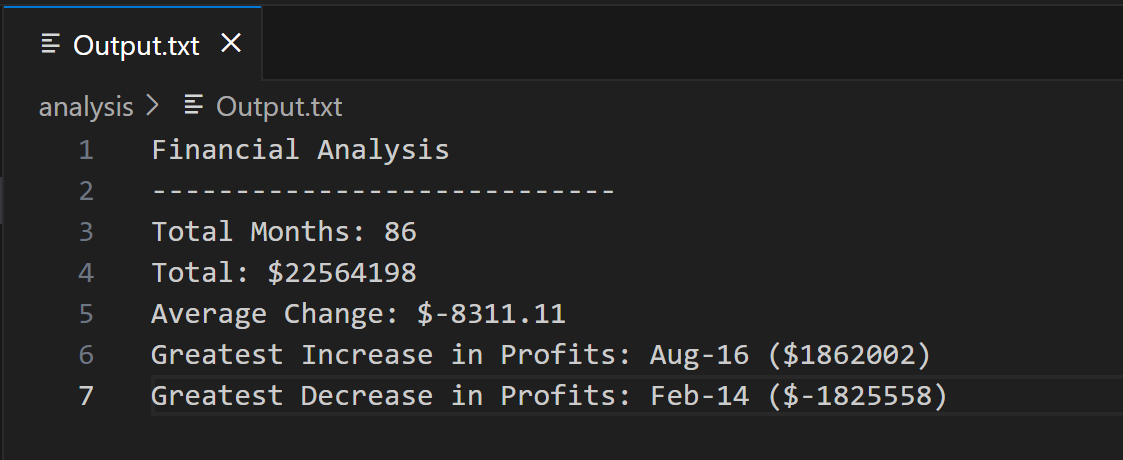 Output.txt
analysis > Output.txt
1 Financial Analysis
2 ----------------------------
3 Total Months: 86
4 Total: $22564198
5 Average Change: $-8311.11
6 Greatest Increase in Profits: Aug-16 ($1862002)
7 Greatest Decrease in Profits: Feb-14 ($-1825558)